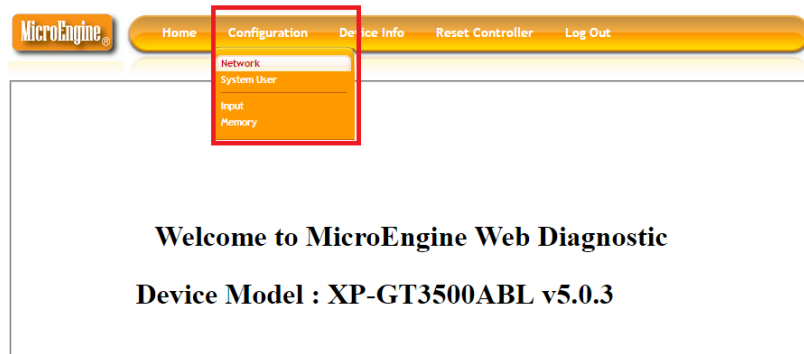 MicroEngine®
Home Configuration Device Info Reset Controller Log Out
Network
System User
Input
Memory
Welcome to MicroEngine Web Diagnostic
Device Model : XP-GT3500ABL v5.0.3